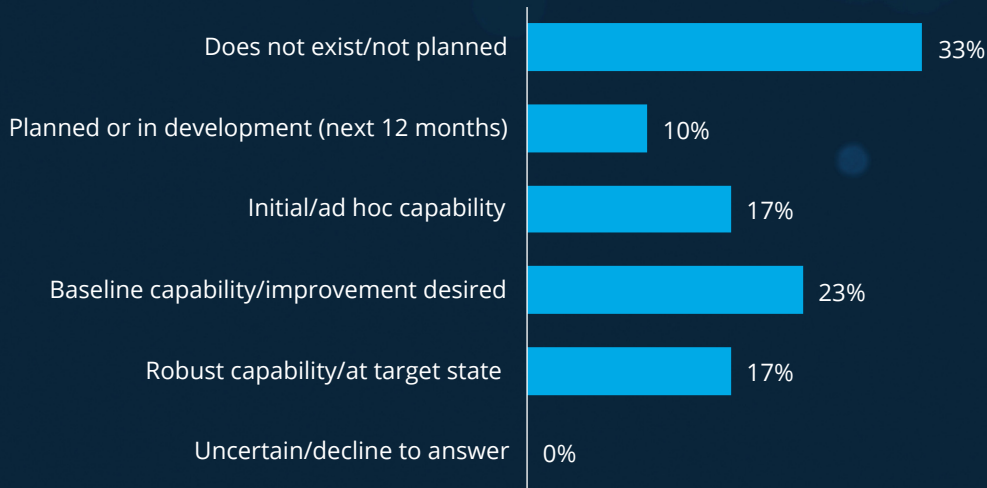 Does not exist/not planned 33%
Planned or in development (next 12 months) 10%
Initial/ad hoc capability 17%
Baseline capability/improvement desired 23%
Robust capability/at target state 17%
Uncertain/decline to answer 0%